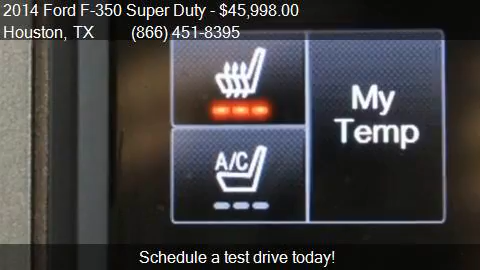 2014 Ford F-350 Super Duty - $45,998.00
Houston, TX (866) 451-8395
My
Temp
A/C
Schedule a test drive today!